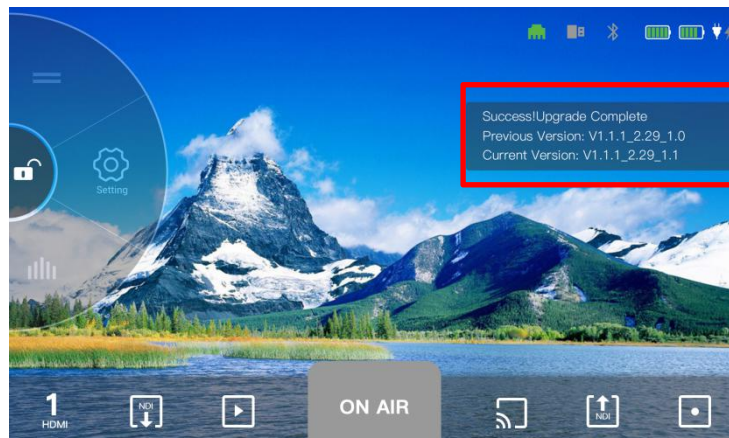 Success!Upgrade Complete
Previous Version: V1.1.1_2.29_1.0
Current Version: V1.1.1_2.29_1.1
Setting
1
HDMI
NDI
ON AIR
NDI